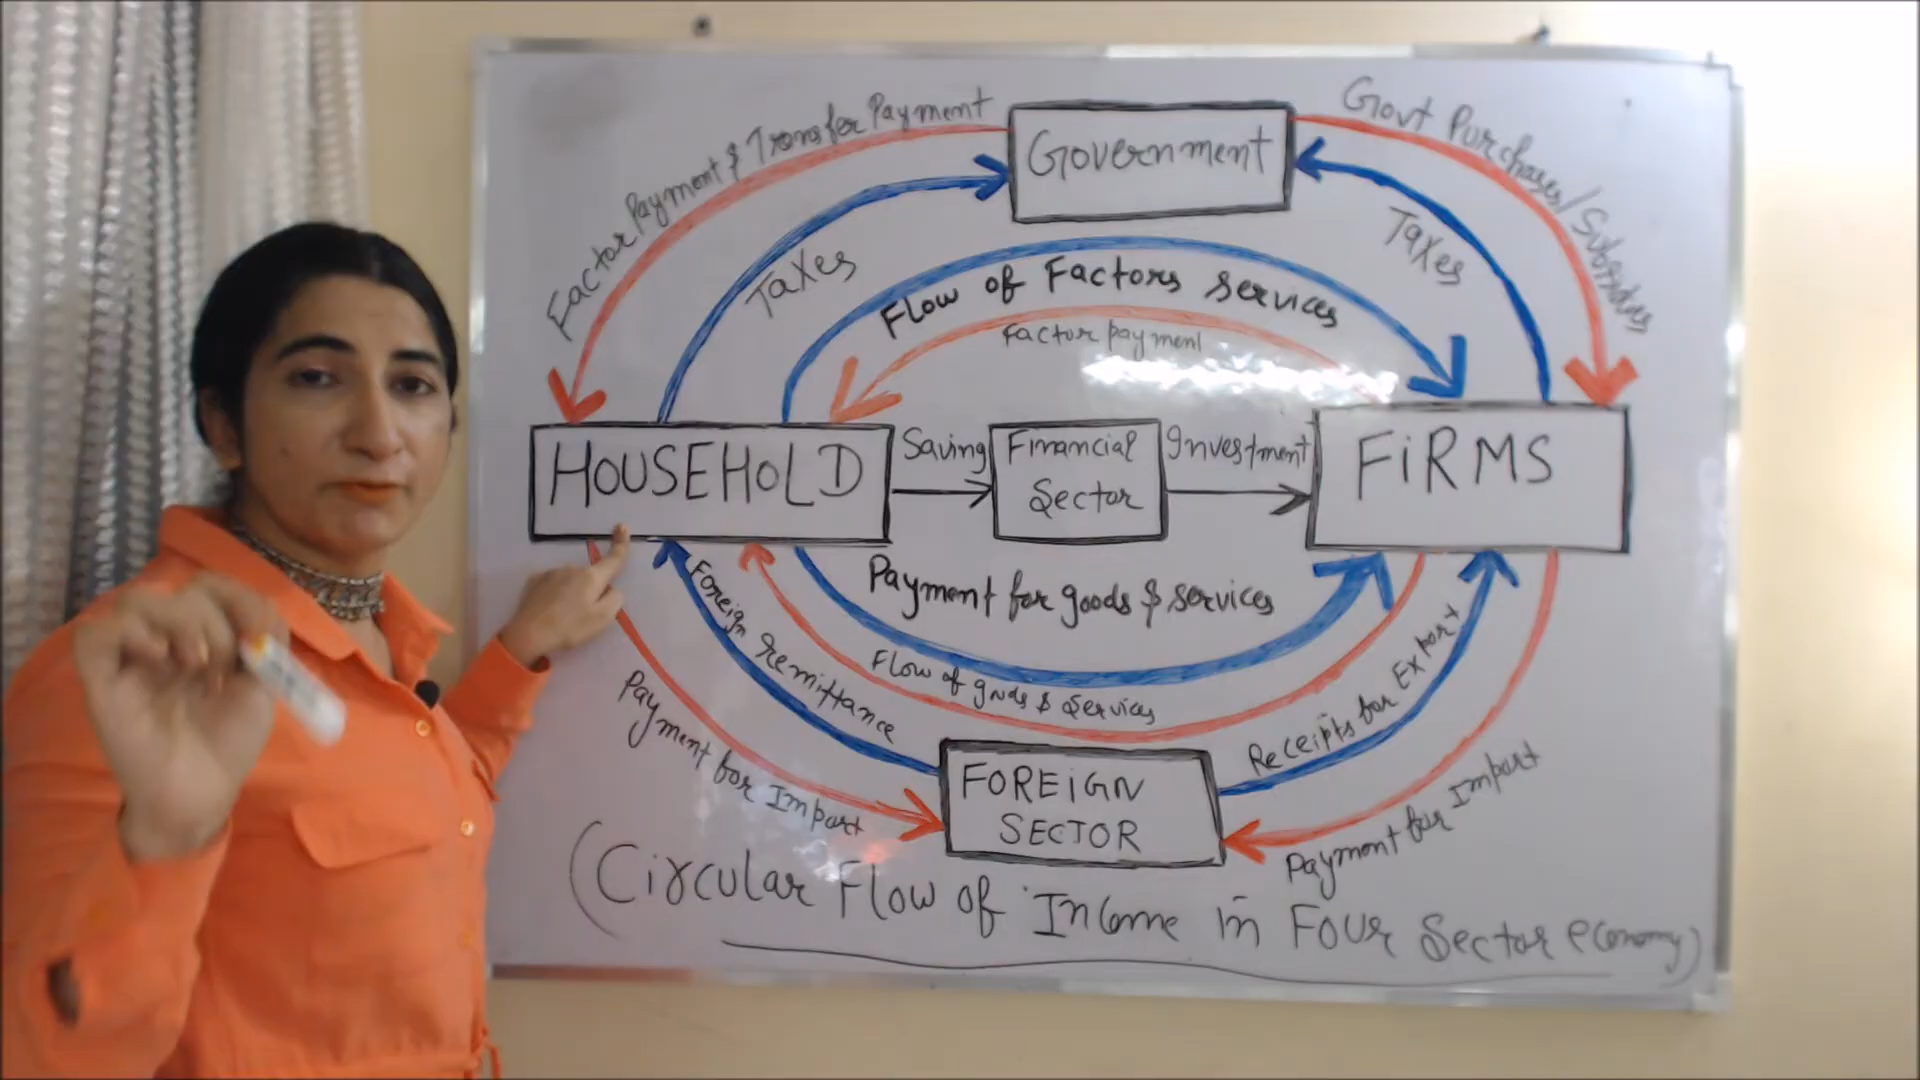 Factor Payment & Transfer Payment
Government
Govt Purchases/Subsidies
Taxes
Taxes
Flow of Factors services
Factor payment
HOUSEHOLD
Saving
Financial
Sector
Investment
FiRMS
Payment for goods & services
Flow of goods & services
Foreign remittance
Payment for Import
FOREiGN
SECTOR
Receipts for Export
Payment for import
(Circular Flow of Income in Four Sector economy)